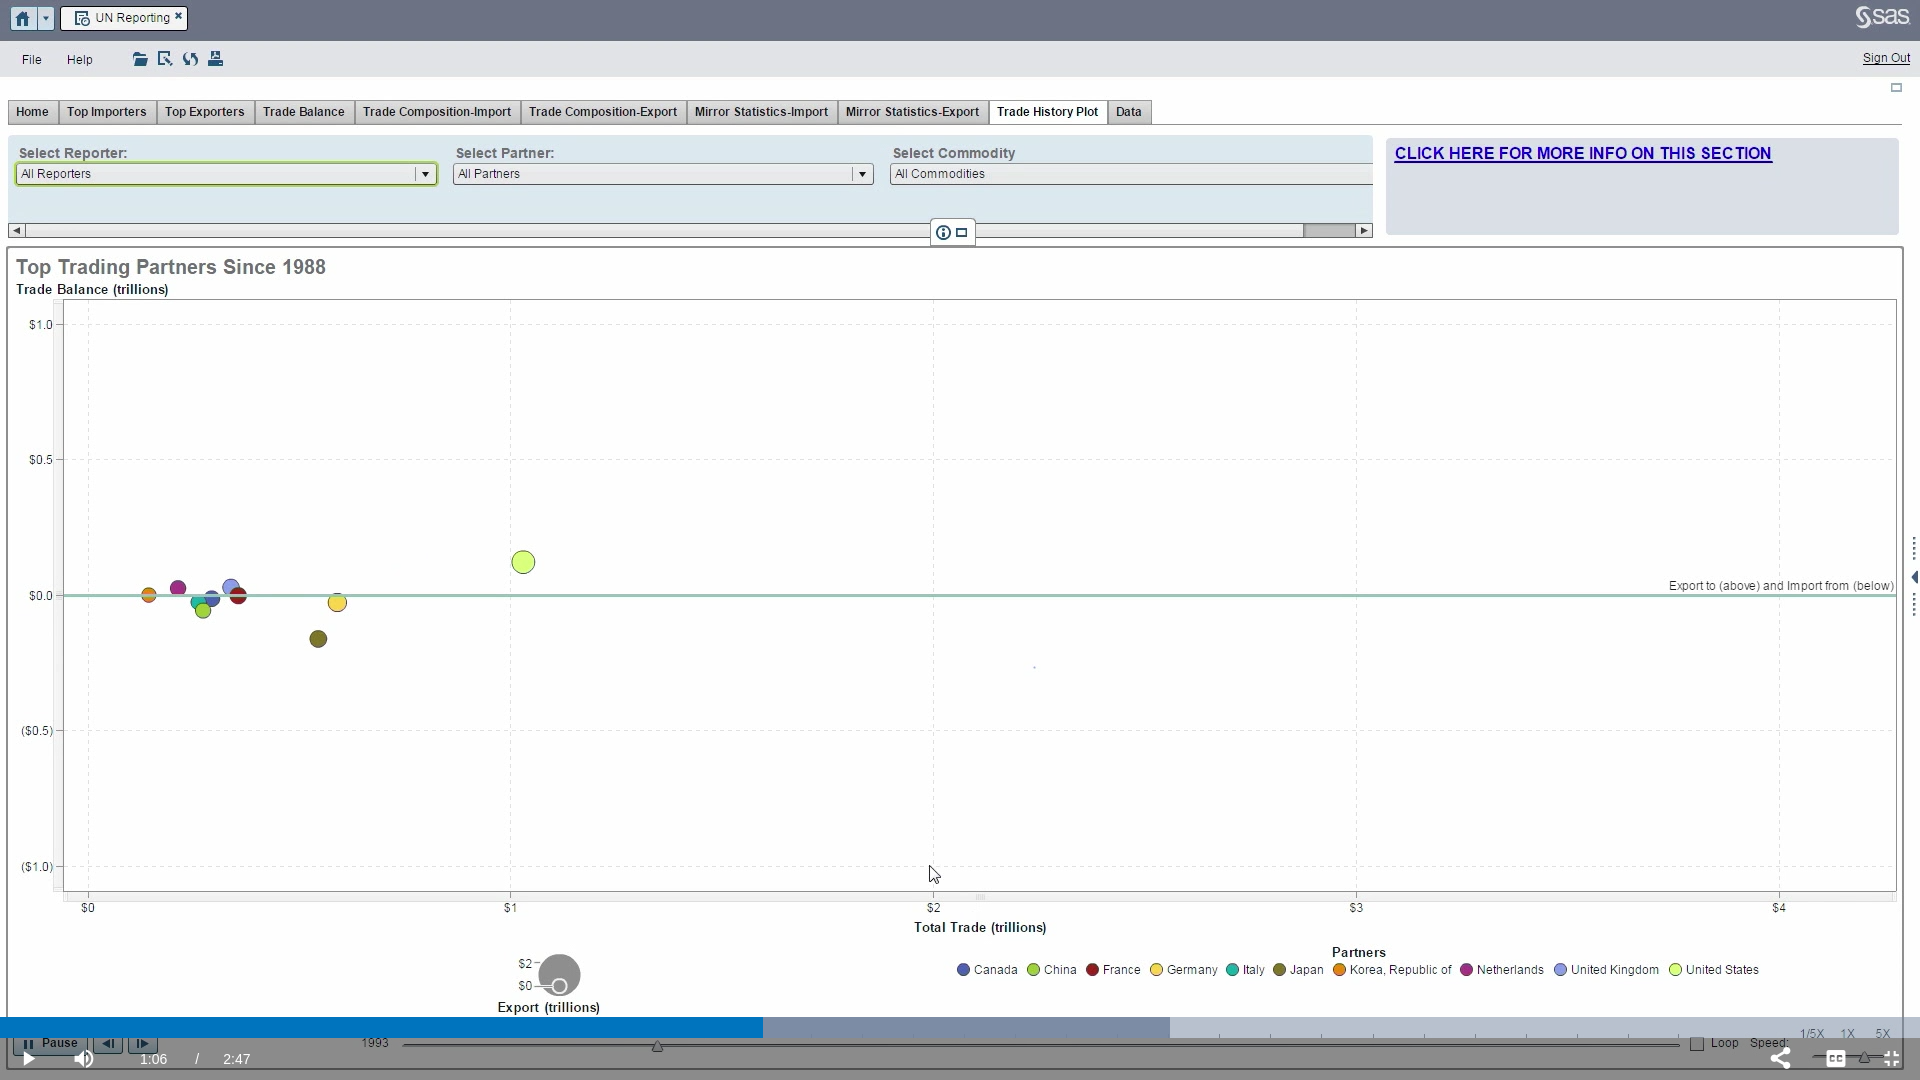 UN Reporting
sas
File Help
Sign Out
Home Top Importers Top Exporters Trade Balance Trade Composition-Import Trade Composition-Export Mirror Statistics-Import Mirror Statistics-Export Trade History Plot Data
Select Reporter: Select Partner: Select Commodity
All Reporters All Partners All Commodities
CLICK HERE FOR MORE INFO ON THIS SECTION
Top Trading Partners Since 1988
Trade Balance (trillions)
$1.0
$0.5
Export to (above) and Import from (below)
$0.0
($0.5)
($1.0)
$0 $1 $2 $3 $4
Total Trade (trillions)
Partners
Canada China France Germany Italy Japan Korea, Republic of Netherlands United Kingdom United States
$2
$0
Export (trillions)
1/5X 1X 5X
Pause 1993 Loop Speed:
1:06 / 2:47 CC